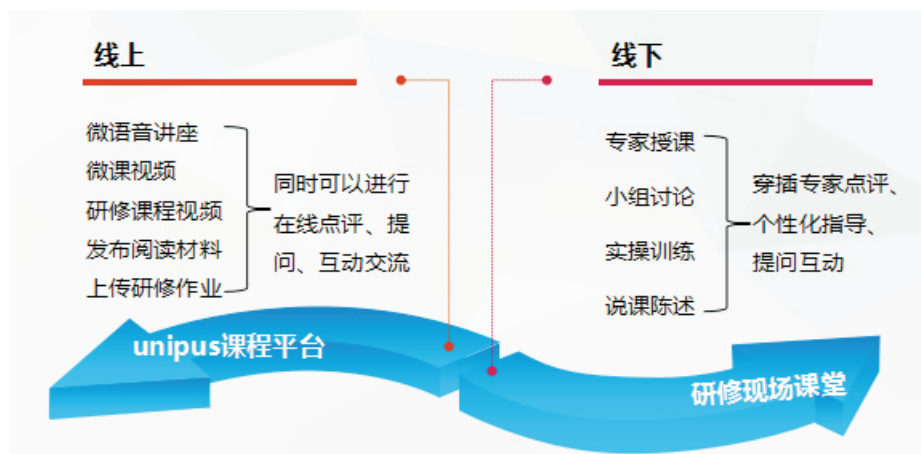 线上
微语音讲座
微课视频
研修课程视频
发布阅读材料
上传研修作业
同时可以进行
在线点评、提
问、互动交流
unipus课程平台
线下
专家授课
小组讨论
实操训练
说课陈述
穿插专家点评、
个性化指导、
提问互动
研修现场课堂